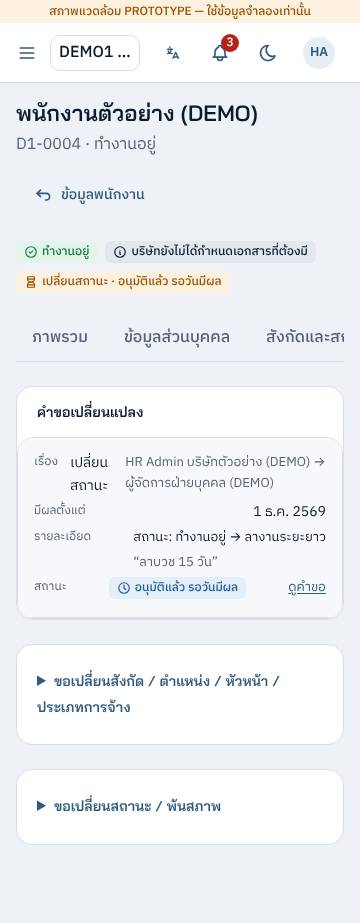 สภาพแวดล้อม PROTOTYPE — ใช้ข้อมูลจำลองเท่านั้น
DEMO1 ...
3
HA
พนักงานตัวอย่าง (DEMO)
D1-0004 · ทำงานอยู่
ข้อมูลพนักงาน
ทำงานอยู่
บริษัทยังไม่ได้กำหนดเอกสารที่ต้องมี
เปลี่ยนสถานะ · อนุมัติแล้ว รอวันมีผล
ภาพรวม ข้อมูลส่วนบุคคล สังกัดและสถ
คำขอเปลี่ยนแปลง
เรื่อง เปลี่ยน HR Admin บริษัทตัวอย่าง (DEMO) →
สถานะ ผู้จัดการฝ่ายบุคคล (DEMO)
มีผลตั้งแต่ 1 ธ.ค. 2569
รายละเอียด สถานะ: ทำงานอยู่ → ลางานระยะยาว
“ลาบวช 15 วัน”
สถานะ อนุมัติแล้ว รอวันมีผล ดูคำขอ
ขอเปลี่ยนสังกัด / ตำแหน่ง / หัวหน้า /
ประเภทการจ้าง
ขอเปลี่ยนสถานะ / พ้นสภาพ